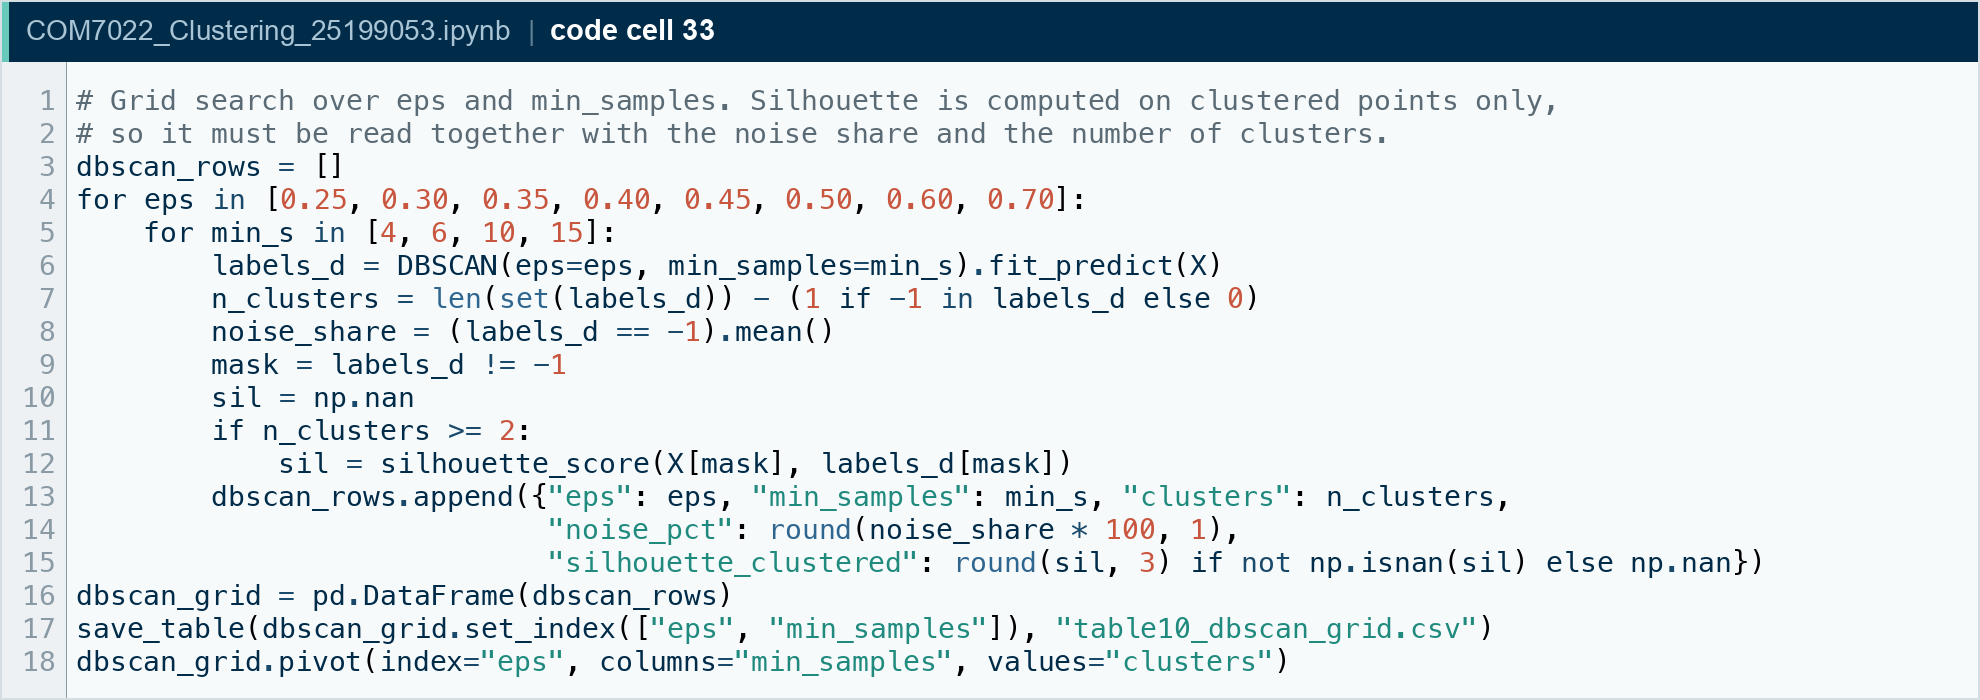 COM7022_Clustering_25199053.ipynb | code cell 33
1 # Grid search over eps and min_samples. Silhouette is computed on clustered points only,
2 # so it must be read together with the noise share and the number of clusters.
3 dbscan_rows = []
4 for eps in [0.25, 0.30, 0.35, 0.40, 0.45, 0.50, 0.60, 0.70]:
5     for min_s in [4, 6, 10, 15]:
6         labels_d = DBSCAN(eps=eps, min_samples=min_s).fit_predict(X)
7         n_clusters = len(set(labels_d)) − (1 if −1 in labels_d else 0)
8         noise_share = (labels_d == −1).mean()
9         mask = labels_d != −1
10         sil = np.nan
11         if n_clusters >= 2:
12             sil = silhouette_score(X[mask], labels_d[mask])
13         dbscan_rows.append({"eps": eps, "min_samples": min_s, "clusters": n_clusters,
14                             "noise_pct": round(noise_share * 100, 1),
15                             "silhouette_clustered": round(sil, 3) if not np.isnan(sil) else np.nan})
16 dbscan_grid = pd.DataFrame(dbscan_rows)
17 save_table(dbscan_grid.set_index(["eps", "min_samples"]), "table10_dbscan_grid.csv")
18 dbscan_grid.pivot(index="eps", columns="min_samples", values="clusters")